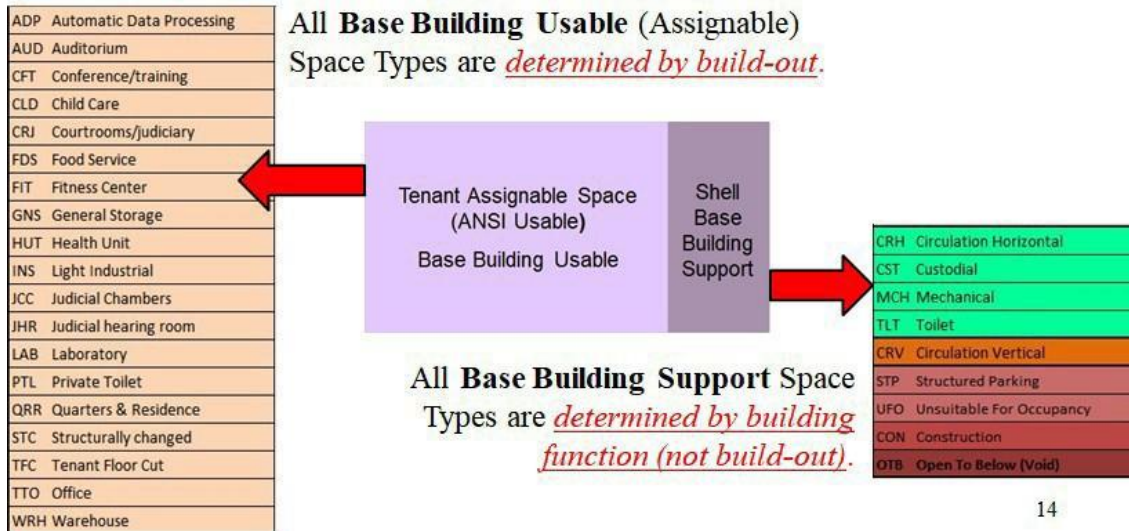 ADP Automatic Data Processing
AUD Auditorium
CFT Conference/training
CLD Child Care
CRJ Courtrooms/judiciary
FDS Food Service
FIT Fitness Center
GNS General Storage
HUT Health Unit
INS Light Industrial
JCC Judicial Chambers
JHR Judicial hearing room
LAB Laboratory
PTL Private Toilet
QRR Quarters & Residence
STC Structurally changed
TFC Tenant Floor Cut
TTO Office
WRH Warehouse
All Base Building Usable (Assignable)
Space Types are determined by build-out.
Tenant Assignable Space
(ANSI Usable)
Base Building Usable
Shell
Base
Building
Support
All Base Building Support Space
Types are determined by building
function (not build-out).
CRH Circulation Horizontal
CST Custodial
MCH Mechanical
TLT Toilet
CRV Circulation Vertical
STP Structured Parking
UFO Unsuitable For Occupancy
CON Construction
OTB Open To Below (Void)
14